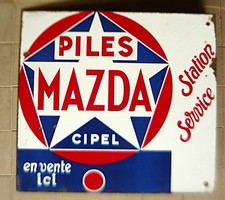 PILES
MAZDA
CIPEL
Station
Service
en vente
ici